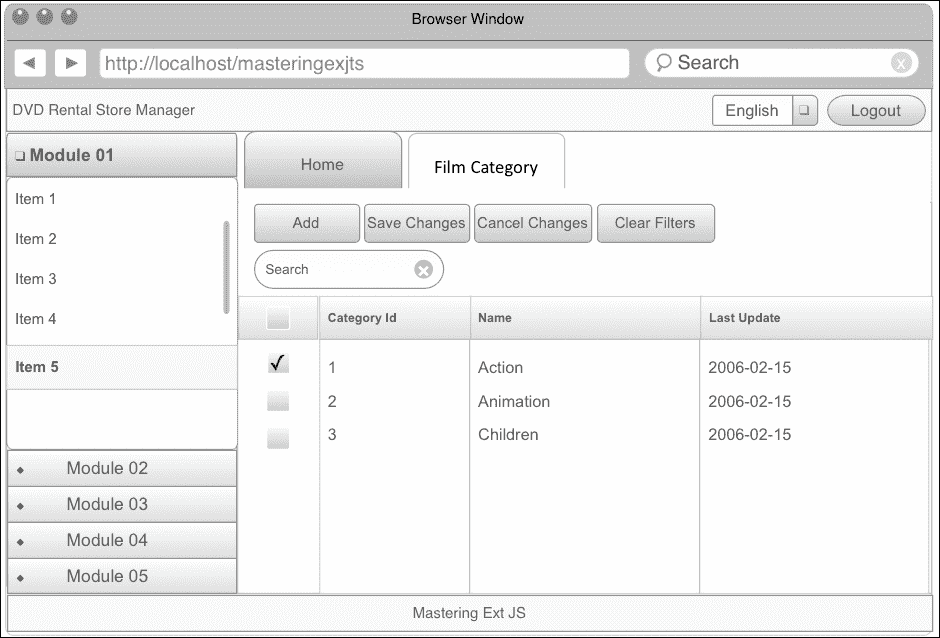 Browser Window
http://localhost/masteringexjts
Search
x
DVD Rental Store Manager
English
Logout
Module 01
Home
Film Category
Item 1
Item 2
Item 3
Item 4
Item 5
Module 02
Module 03
Module 04
Module 05
Add
Save Changes
Cancel Changes
Clear Filters
Search
Category Id Name Last Update
1 Action 2006-02-15
2 Animation 2006-02-15
3 Children 2006-02-15
Mastering Ext JS